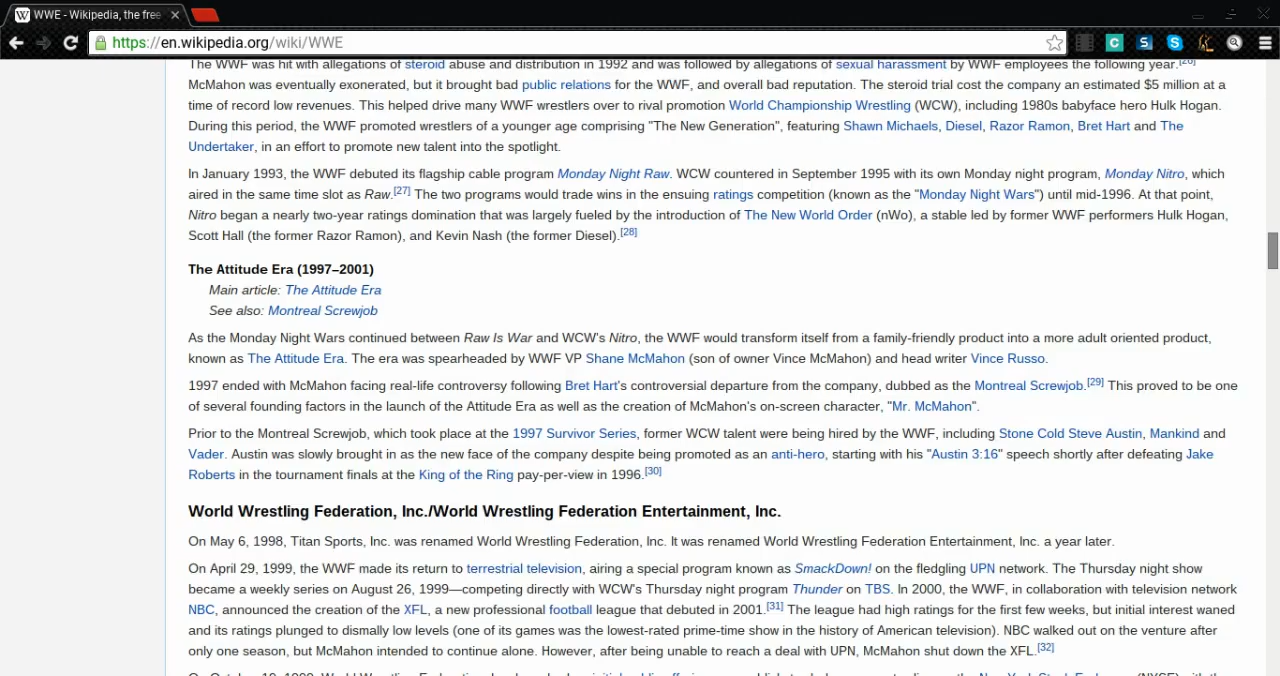 WWE - Wikipedia, the free
https://en.wikipedia.org/wiki/WWE
The WWF was hit with allegations of steroid abuse and distribution in 1992 and was followed by allegations of sexual harassment by WWF employees the following year.[26]
McMahon was eventually exonerated, but it brought bad public relations for the WWF, and overall bad reputation. The steroid trial cost the company an estimated $5 million at a
time of record low revenues. This helped drive many WWF wrestlers over to rival promotion World Championship Wrestling (WCW), including 1980s babyface hero Hulk Hogan.
During this period, the WWF promoted wrestlers of a younger age comprising "The New Generation", featuring Shawn Michaels, Diesel, Razor Ramon, Bret Hart and The
Undertaker, in an effort to promote new talent into the spotlight.
In January 1993, the WWF debuted its flagship cable program Monday Night Raw. WCW countered in September 1995 with its own Monday night program, Monday Nitro, which
aired in the same time slot as Raw.[27] The two programs would trade wins in the ensuing ratings competition (known as the "Monday Night Wars") until mid-1996. At that point,
Nitro began a nearly two-year ratings domination that was largely fueled by the introduction of The New World Order (nWo), a stable led by former WWF performers Hulk Hogan,
Scott Hall (the former Razor Ramon), and Kevin Nash (the former Diesel).[28]
The Attitude Era (1997–2001)
Main article: The Attitude Era
See also: Montreal Screwjob
As the Monday Night Wars continued between Raw Is War and WCW's Nitro, the WWF would transform itself from a family-friendly product into a more adult oriented product,
known as The Attitude Era. The era was spearheaded by WWF VP Shane McMahon (son of owner Vince McMahon) and head writer Vince Russo.
1997 ended with McMahon facing real-life controversy following Bret Hart's controversial departure from the company, dubbed as the Montreal Screwjob.[29] This proved to be one
of several founding factors in the launch of the Attitude Era as well as the creation of McMahon's on-screen character, "Mr. McMahon".
Prior to the Montreal Screwjob, which took place at the 1997 Survivor Series, former WCW talent were being hired by the WWF, including Stone Cold Steve Austin, Mankind and
Vader. Austin was slowly brought in as the new face of the company despite being promoted as an anti-hero, starting with his "Austin 3:16" speech shortly after defeating Jake
Roberts in the tournament finals at the King of the Ring pay-per-view in 1996.[30]
World Wrestling Federation, Inc./World Wrestling Federation Entertainment, Inc.
On May 6, 1998, Titan Sports, Inc. was renamed World Wrestling Federation, Inc. It was renamed World Wrestling Federation Entertainment, Inc. a year later.
On April 29, 1999, the WWF made its return to terrestrial television, airing a special program known as SmackDown! on the fledgling UPN network. The Thursday night show
became a weekly series on August 26, 1999—competing directly with WCW's Thursday night program Thunder on TBS. In 2000, the WWF, in collaboration with television network
NBC, announced the creation of the XFL, a new professional football league that debuted in 2001.[31] The league had high ratings for the first few weeks, but initial interest waned
and its ratings plunged to dismally low levels (one of its games was the lowest-rated prime-time show in the history of American television). NBC walked out on the venture after
only one season, but McMahon intended to continue alone. However, after being unable to reach a deal with UPN, McMahon shut down the XFL.[32]